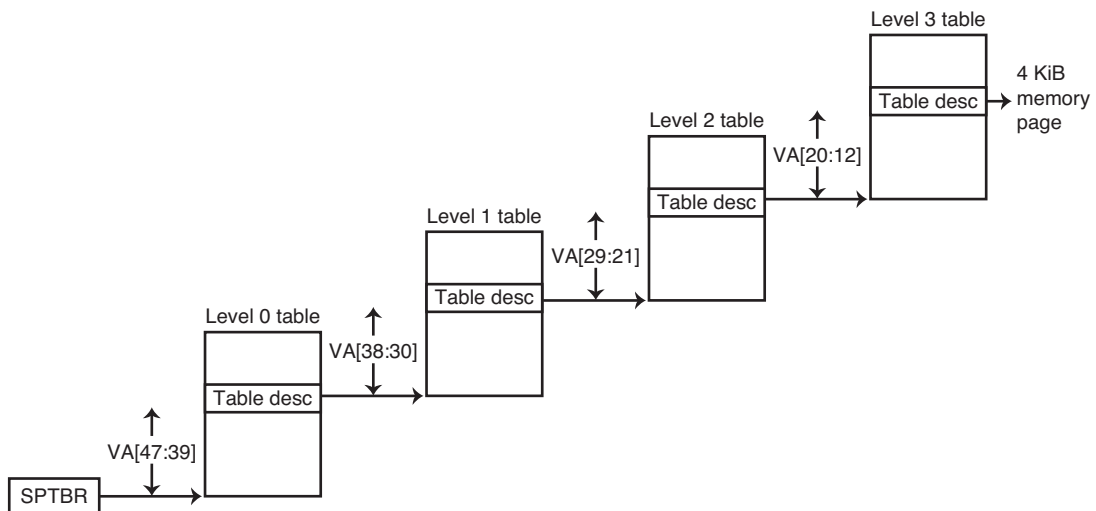 Level 3 table
4 KiB
memory
page
Table desc
Level 2 table
VA[20:12]
Table desc
Level 1 table
VA[29:21]
Table desc
Level 0 table
VA[38:30]
Table desc
VA[47:39]
SPTBR